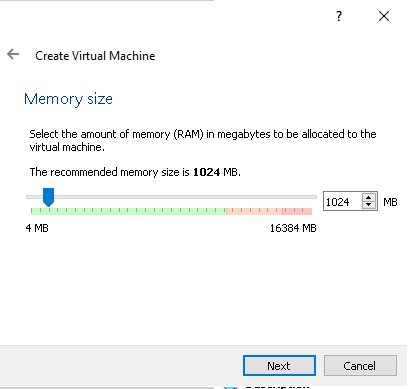 ?
Create Virtual Machine
Memory size
Select the amount of memory (RAM) in megabytes to be allocated to the
virtual machine.
The recommended memory size is 1024 MB.
1024 MB
4 MB 16384 MB
Next Cancel
Description